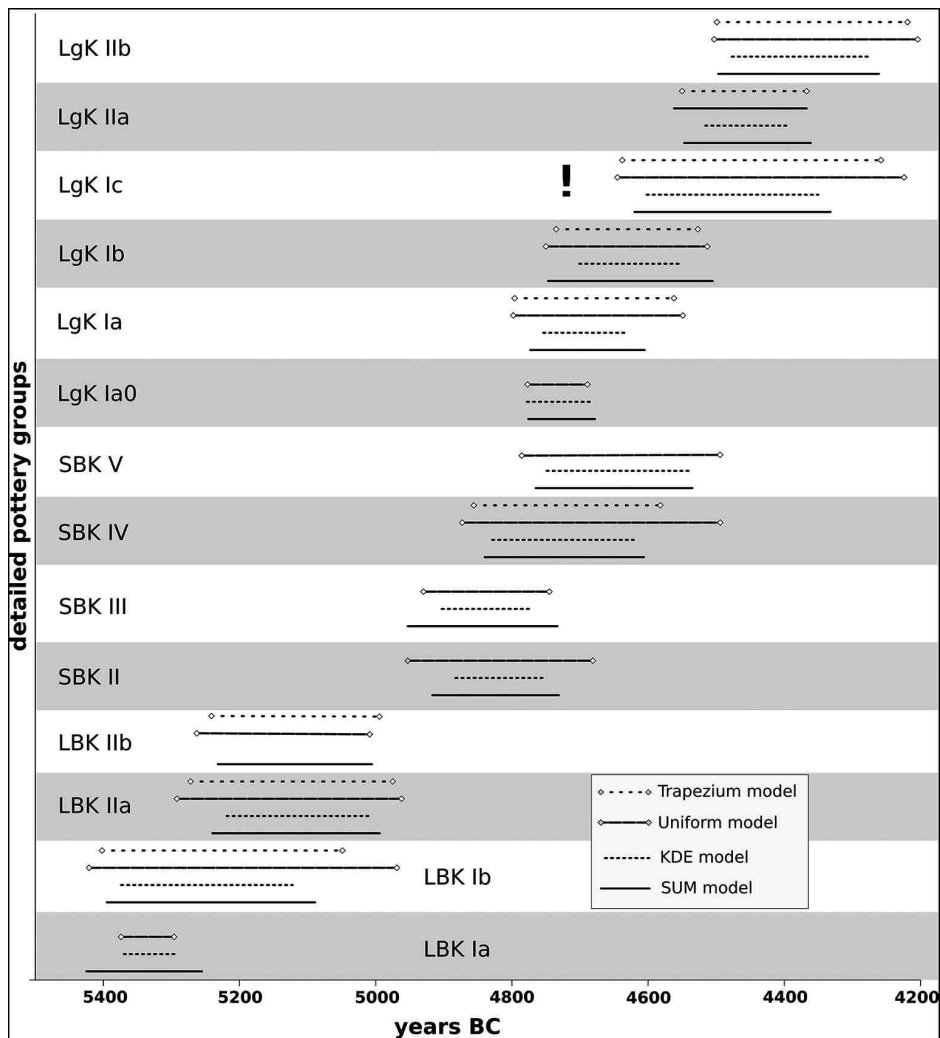 LgK IIb
LgK IIa
LgK Ic
!
LgK Ib
LgK Ia
LgK Ia0
SBK V
SBK IV
SBK III
SBK II
LBK IIb
LBK IIa
LBK Ib
LBK Ia
detailed pottery groups
Trapezium model
Uniform model
KDE model
SUM model
5400 5200 5000 4800 4600 4400 4200
years BC